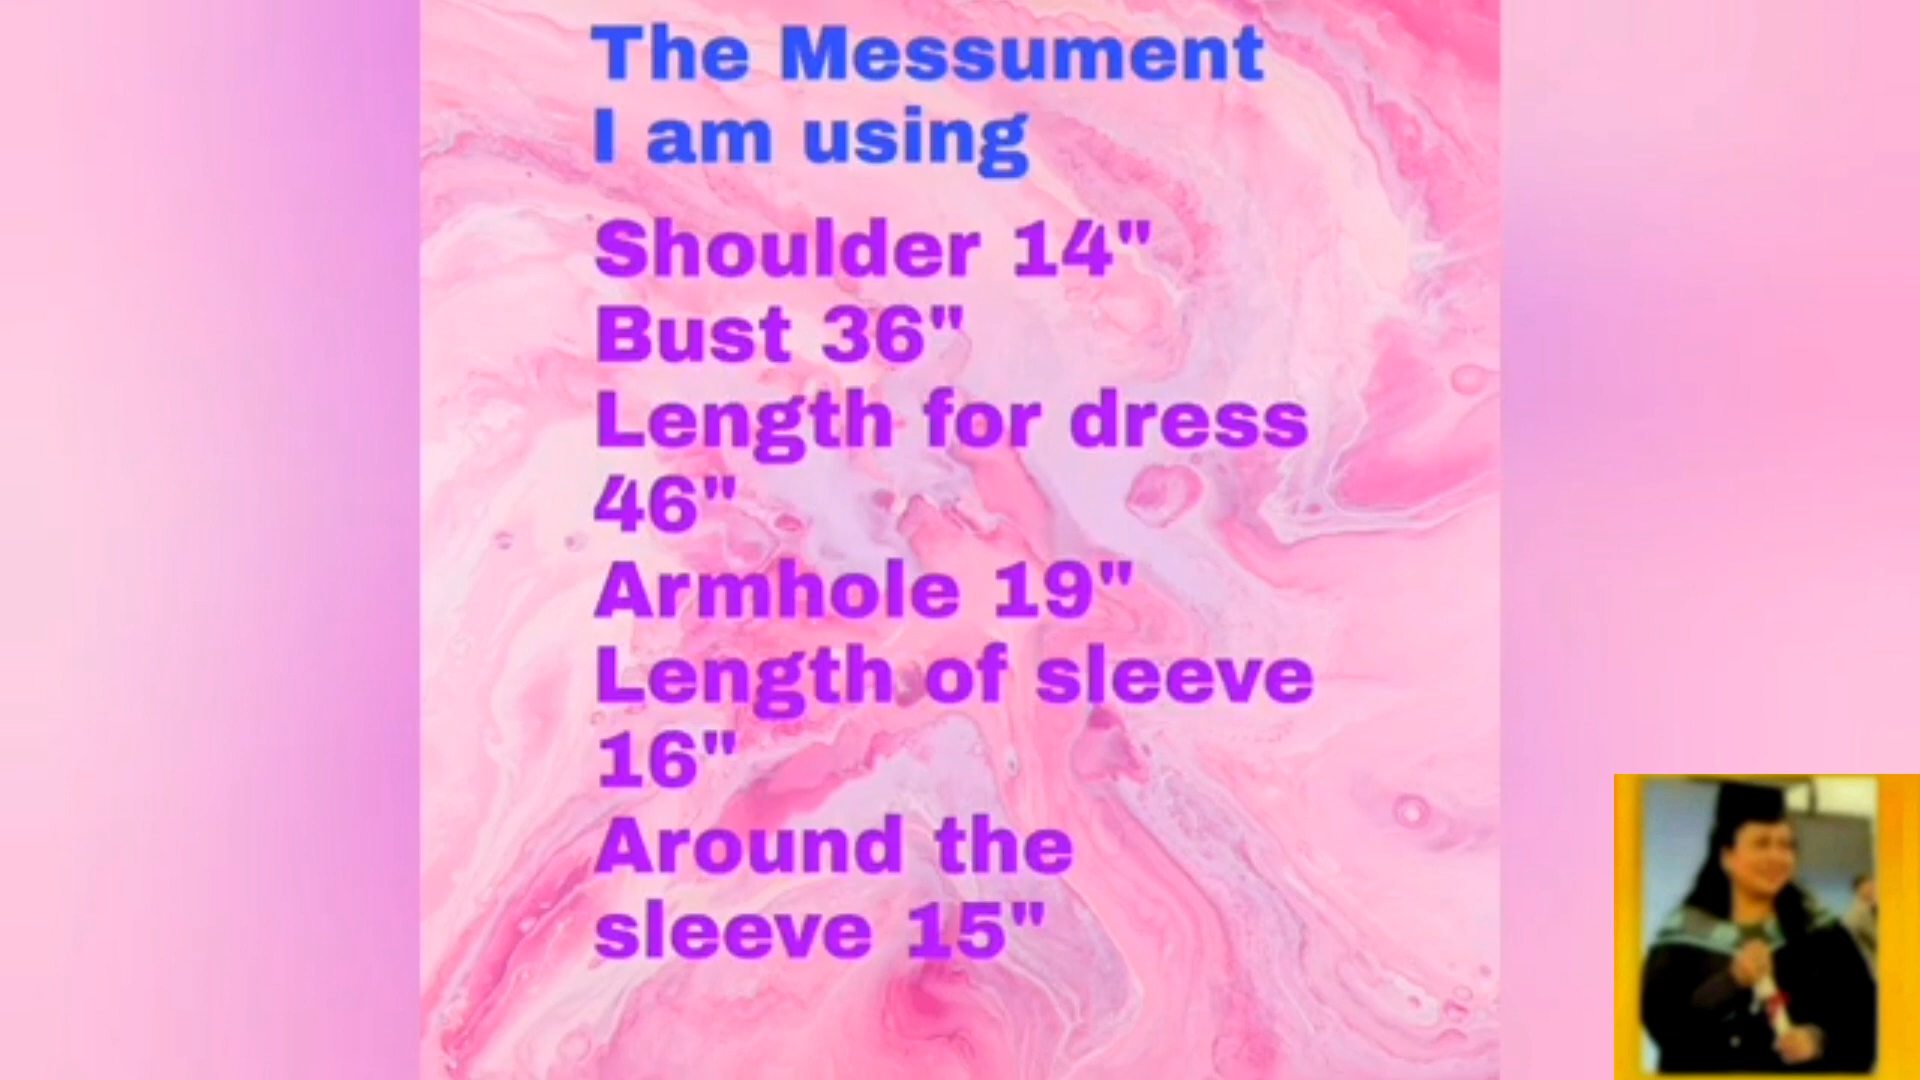 The Messument
I am using
Shoulder 14"
Bust 36"
Length for dress
46"
Armhole 19"
Length of sleeve
16"
Around the
sleeve 15"